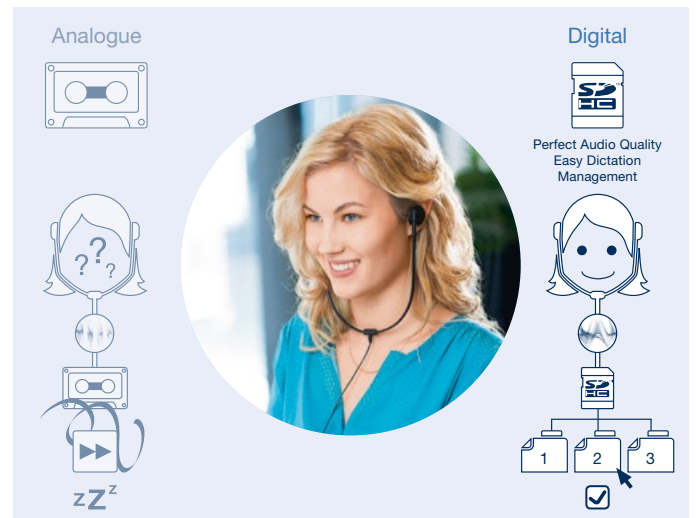 Analogue
Digital
SD
HC
Perfect Audio Quality
Easy Dictation
Management
???
SD
HC
1
2
3
zZz